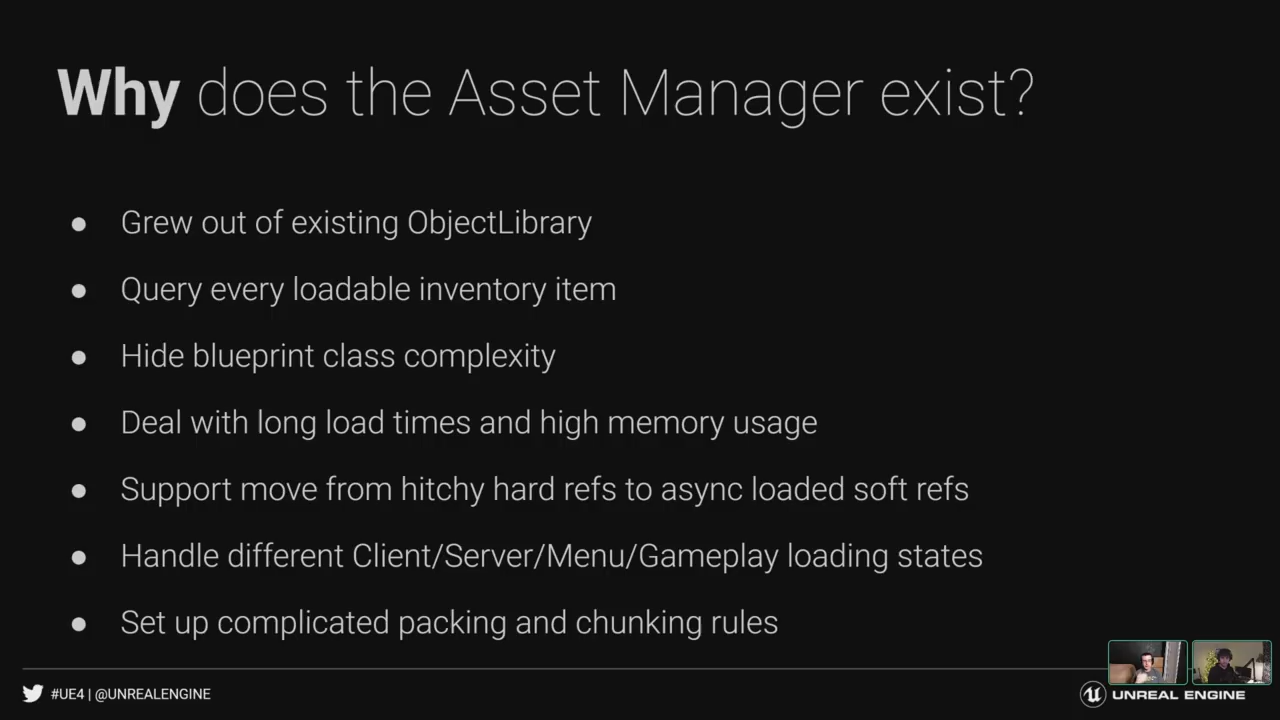 Why does the Asset Manager exist?
● Grew out of existing ObjectLibrary
● Query every loadable inventory item
● Hide blueprint class complexity
● Deal with long load times and high memory usage
● Support move from hitchy hard refs to async loaded soft refs
● Handle different Client/Server/Menu/Gameplay loading states
● Set up complicated packing and chunking rules
#UE4 | @UNREALENGINE
UNREAL ENGINE